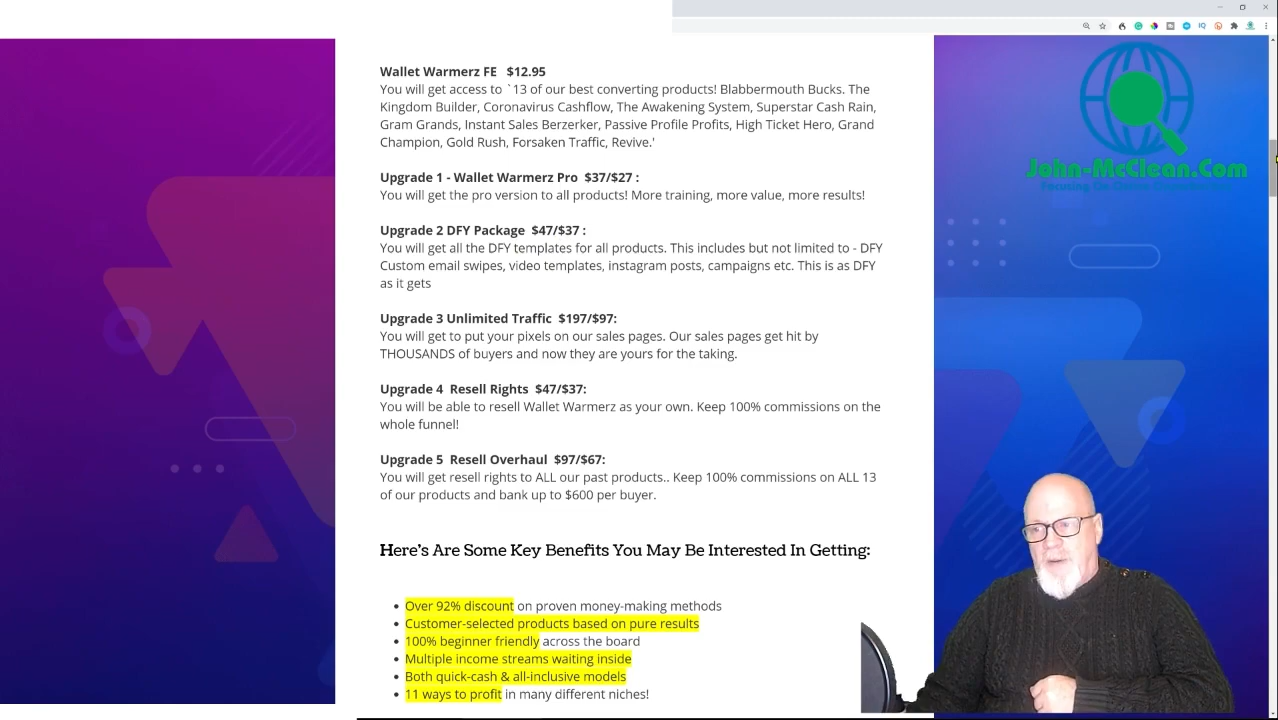 John-McClean.Com
Focusing On Online Opportunities
Wallet Warmerz FE $12.95
You will get access to `13 of our best converting products! Blabbermouth Bucks. The
Kingdom Builder, Coronavirus Cashflow, The Awakening System, Superstar Cash Rain,
Gram Grands, Instant Sales Berzerker, Passive Profile Profits, High Ticket Hero, Grand
Champion, Gold Rush, Forsaken Traffic, Revive.'
Upgrade 1 - Wallet Warmerz Pro $37/$27 :
You will get the pro version to all products! More training, more value, more results!
Upgrade 2 DFY Package $47/$37 :
You will get all the DFY templates for all products. This includes but not limited to - DFY
Custom email swipes, video templates, instagram posts, campaigns etc. This is as DFY
as it gets
Upgrade 3 Unlimited Traffic $197/$97:
You will get to put your pixels on our sales pages. Our sales pages get hit by
THOUSANDS of buyers and now they are yours for the taking.
Upgrade 4 Resell Rights $47/$37:
You will be able to resell Wallet Warmerz as your own. Keep 100% commissions on the
whole funnel!
Upgrade 5 Resell Overhaul $97/$67:
You will get resell rights to ALL our past products.. Keep 100% commissions on ALL 13
of our products and bank up to $600 per buyer.
Here's Are Some Key Benefits You May Be Interested In Getting:
Over 92% discount on proven money-making methods
Customer-selected products based on pure results
100% beginner friendly across the board
Multiple income streams waiting inside
Both quick-cash & all-inclusive models
11 ways to profit in many different niches!